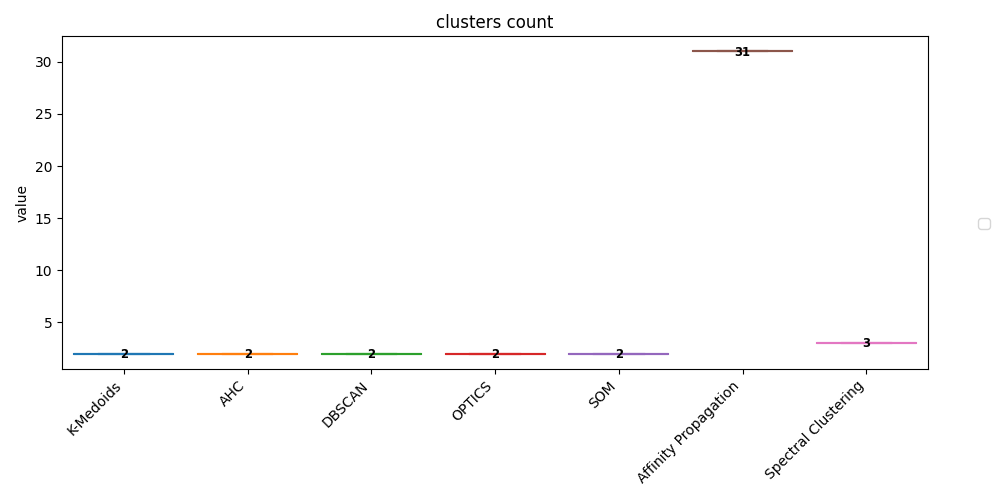 clusters count
value
30
25
20
15
10
5
2
2
2
2
2
31
3
K-Medoids
AHC
DBSCAN
OPTICS
SOM
Affinity Propagation
Spectral Clustering